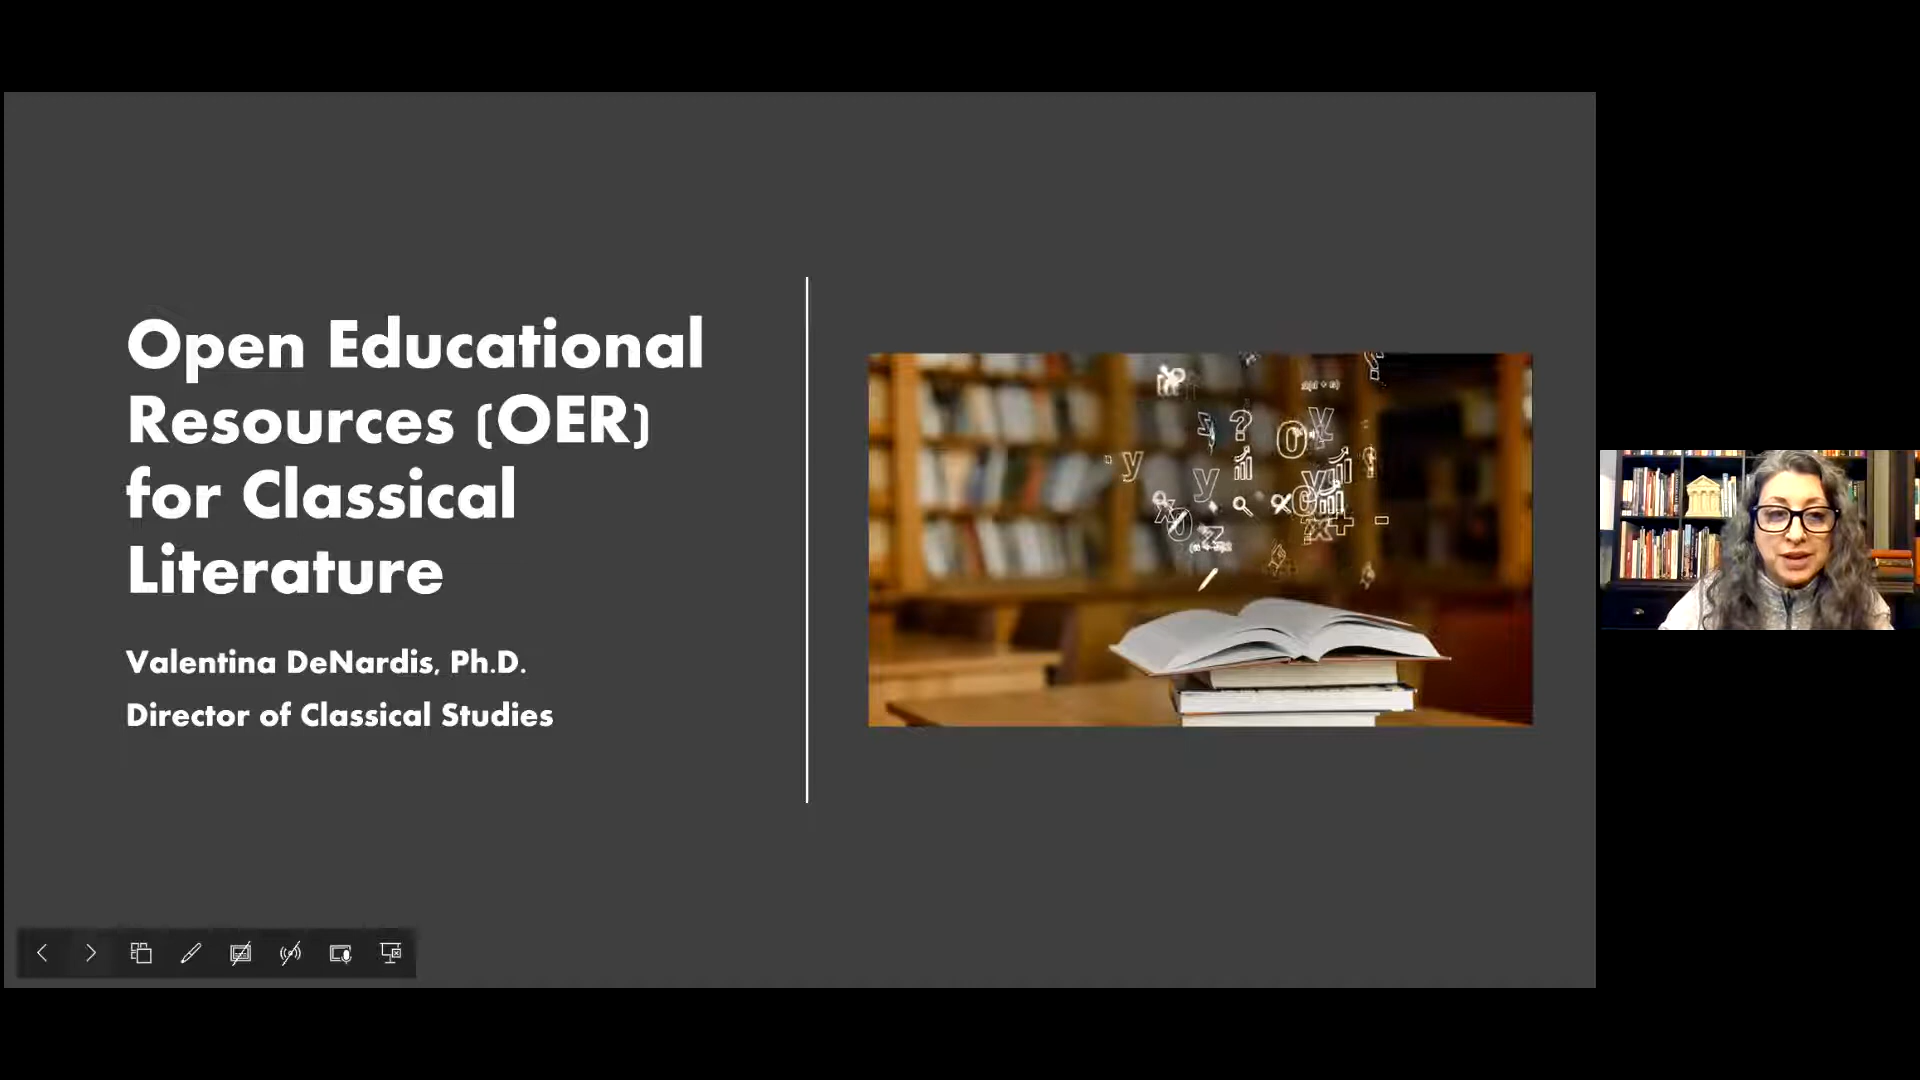 Open Educational
Resources (OER)
for Classical
Literature
Valentina DeNardis, Ph.D.
Director of Classical Studies